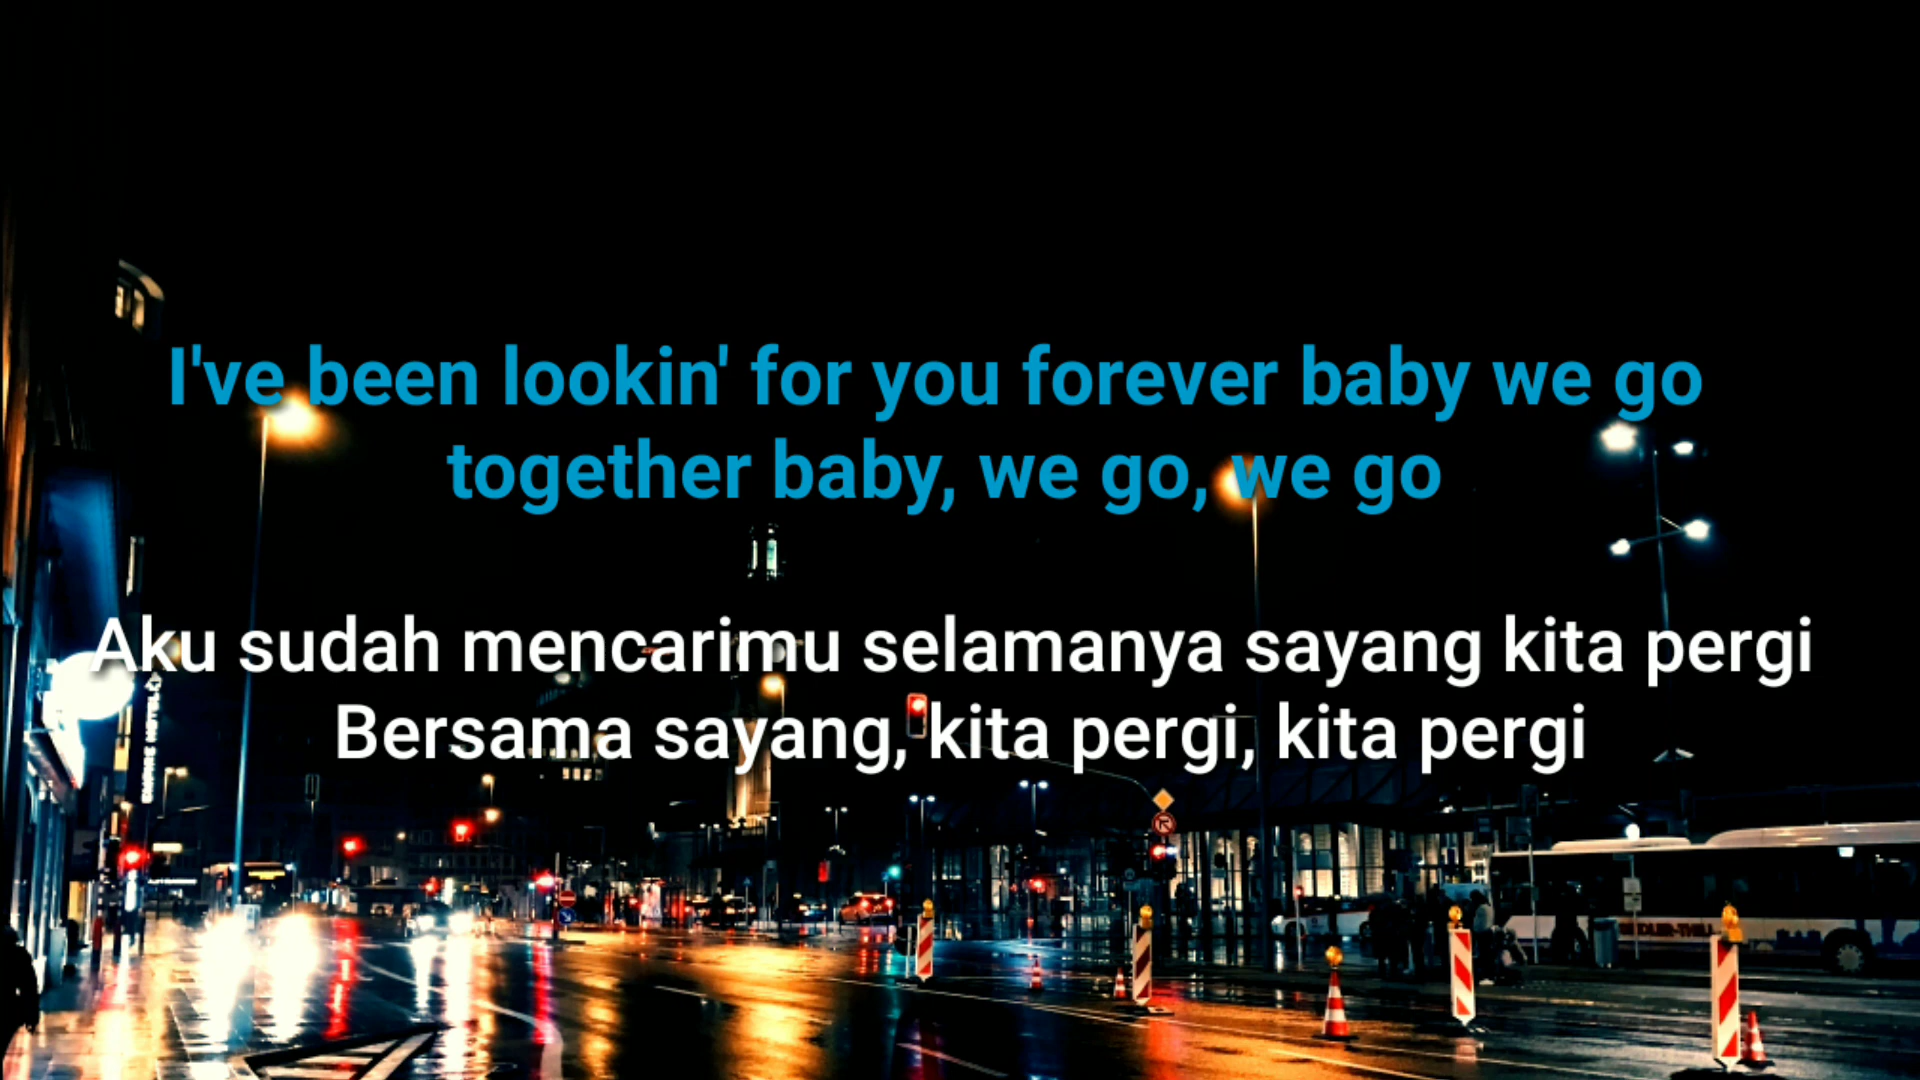 I've been lookin' for you forever baby we go
together baby, we go, we go
Aku sudah mencarimu selamanya sayang kita pergi
Bersama sayang, kita pergi, kita pergi